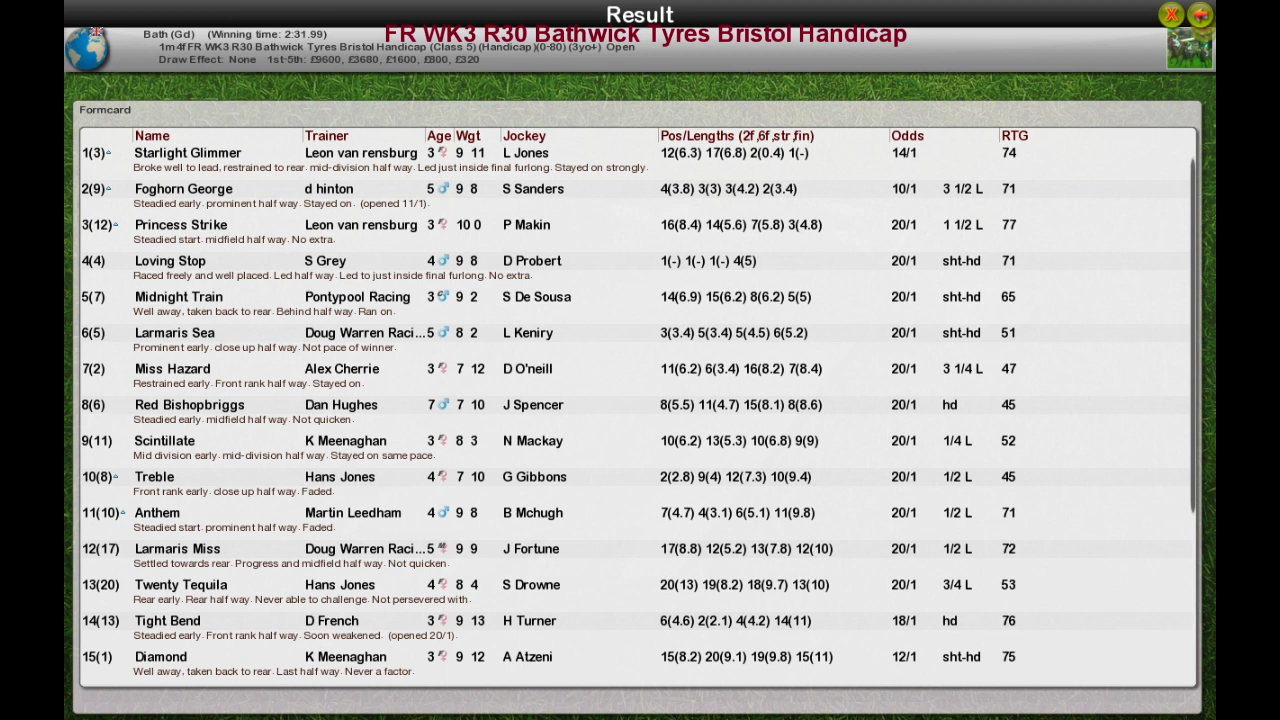 Result
FR WK3 R30 Bathwick Tyres Bristol Handicap
Bath (Gd) (Winning time: 2:31.99)
1m4f FR WK3 R30 Bathwick Tyres Bristol Handicap (Class 5) (Handicap)(0-80) (3yo+) Open
Draw Effect: None 1st-5th: £9600, £3680, £1600, £800, £320
Formcard
Name Trainer Age Wgt Jockey Pos/Lengths (2f,6f,str,fin) Odds RTG
1(3) Starlight Glimmer Leon van rensburg 3 9 11 L Jones 12(6.3) 17(6.8) 2(0.4) 1(-) 14/1 74
Broke well to lead, restrained to rear. mid-division half way. Led just inside final furlong. Stayed on strongly.
2(9) Foghorn George d hinton 5 9 8 S Sanders 4(3.8) 3(3) 3(4.2) 2(3.4) 10/1 3 1/2 L 71
Steadied early. prominent half way. Stayed on. (opened 11/1).
3(12) Princess Strike Leon van rensburg 3 10 0 P Makin 16(8.4) 14(5.6) 7(5.8) 3(4.8) 20/1 1 1/2 L 77
Steadied start. midfield half way. No extra.
4(4) Loving Stop S Grey 4 9 8 D Probert 1(-) 1(-) 1(-) 4(5) 20/1 sht-hd 71
Raced freely and well placed. Led half way. Led to just inside final furlong. No extra.
5(7) Midnight Train Pontypool Racing 3 9 2 S De Sousa 14(6.9) 15(6.2) 8(6.2) 5(5) 20/1 sht-hd 65
Well away, taken back to rear. Behind half way. Ran on.
6(5) Larmaris Sea Doug Warren Raci... 5 8 2 L Keniry 3(3.4) 5(3.4) 5(4.5) 6(5.2) 20/1 sht-hd 51
Prominent early. close up half way. Not pace of winner.
7(2) Miss Hazard Alex Cherrie 3 7 12 D O'neill 11(6.2) 6(3.4) 16(8.2) 7(8.4) 20/1 3 1/4 L 47
Restrained early. Front rank half way. Stayed on.
8(6) Red Bishopbriggs Dan Hughes 7 7 10 J Spencer 8(5.5) 11(4.7) 15(8.1) 8(8.6) 20/1 hd 45
Steadied early. midfield half way. Not quicken.
9(11) Scintillate K Meenaghan 3 8 3 N Mackay 10(6.2) 13(5.3) 10(6.8) 9(9) 20/1 1/4 L 52
Mid division early. mid-division half way. Stayed on same pace.
10(8) Treble Hans Jones 4 7 10 G Gibbons 2(2.8) 9(4) 12(7.3) 10(9.4) 20/1 1/2 L 45
Front rank early. close up half way. Faded.
11(10) Anthem Martin Leedham 4 9 8 B Mchugh 7(4.7) 4(3.1) 6(5.1) 11(9.8) 20/1 1/2 L 71
Steadied start. prominent half way. Faded.
12(17) Larmaris Miss Doug Warren Raci... 5 9 9 J Fortune 17(8.8) 12(5.2) 13(7.8) 12(10) 20/1 1/2 L 72
Settled towards rear. Progress and midfield half way. Not quicken.
13(20) Twenty Tequila Hans Jones 4 8 4 S Drowne 20(13) 19(8.2) 18(9.7) 13(10) 20/1 3/4 L 53
Rear early. Rear half way. Never able to challenge. Not persevered with.
14(13) Tight Bend D French 3 9 13 H Turner 6(4.6) 2(2.1) 4(4.2) 14(11) 18/1 hd 76
Steadied early. Front rank half way. Soon weakened. (opened 20/1).
15(1) Diamond K Meenaghan 3 9 12 A Atzeni 15(8.2) 20(9.1) 19(9.8) 15(11) 12/1 sht-hd 75
Well away, taken back to rear. Last half way. Never a factor.